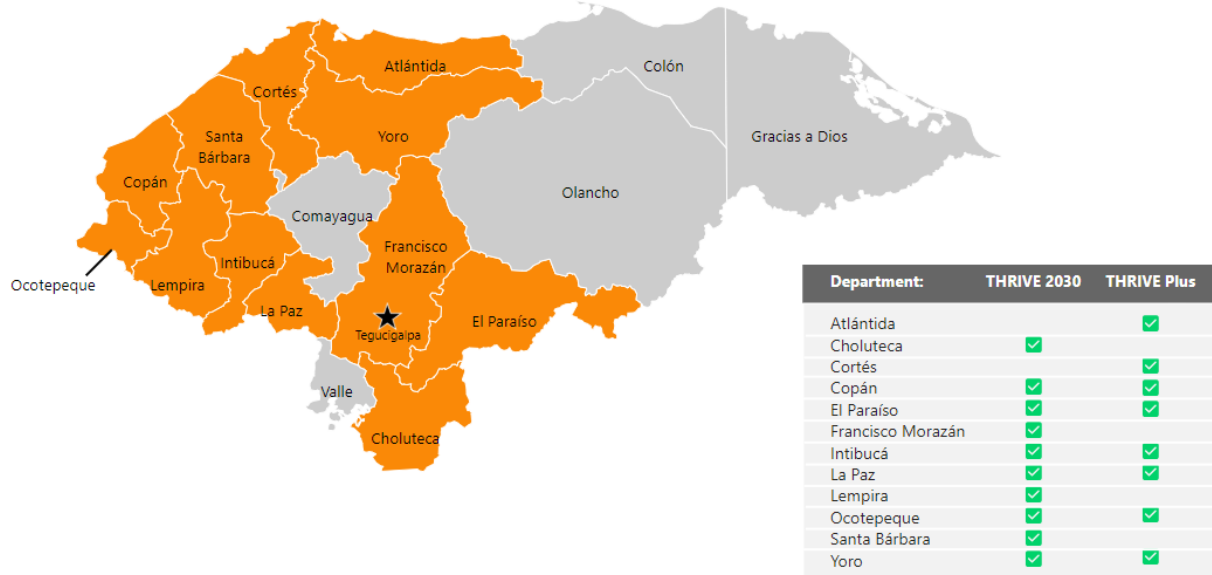 Atlántida
Colón
Cortés
Santa
Bárbara
Yoro
Gracias a Dios
Copán
Olancho
Comayagua
Francisco
Morazán
Intibucá
Ocotepeque
Lempira
La Paz
El Paraíso
Tegucigalpa
Valle
Choluteca
Department: THRIVE 2030 THRIVE Plus
Atlántida ✓
Choluteca ✓
Cortés ✓
Copán ✓ ✓
El Paraíso ✓ ✓
Francisco Morazán ✓
Intibucá ✓ ✓
La Paz ✓ ✓
Lempira ✓
Ocotepeque ✓ ✓
Santa Bárbara ✓
Yoro ✓ ✓